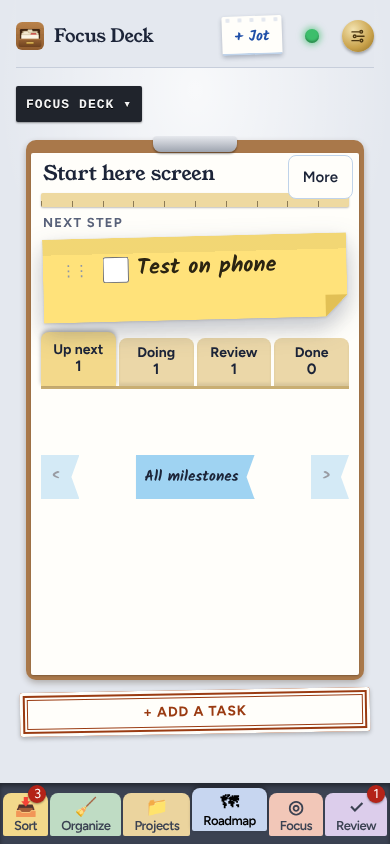 Focus Deck
+ Jot
FOCUS DECK ▾
Start here screen
More
NEXT STEP
Test on phone
Up next
1
Doing
1
Review
1
Done
0
<
All milestones
>
+ ADD A TASK
3
Sort
Organize
Projects
Roadmap
Focus
1
Review